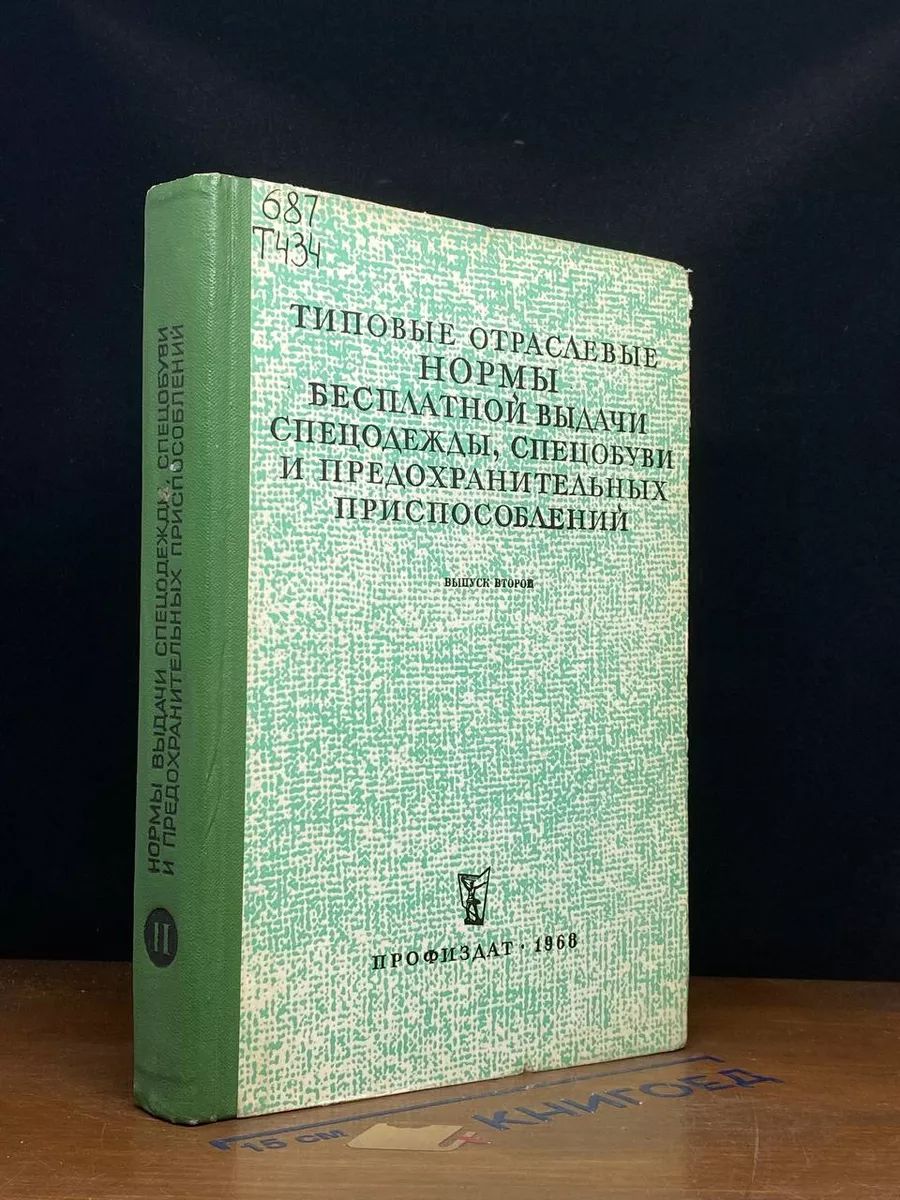 687
Т434
ТИПОВЫЕ ОТРАСЛЕВЫЕ
НОРМЫ
БЕСПЛАТНОЙ ВЫДАЧИ
СПЕЦОДЕЖДЫ, СПЕЦОБУВИ
И ПРЕДОХРАНИТЕЛЬНЫХ
ПРИСПОСОБЛЕНИЙ
ВЫПУСК ВТОРОЙ
ПРОФИЗДАТ · 1968
НОРМЫ ВЫДАЧИ СПЕЦОДЕЖДЫ, СПЕЦОБУВИ
И ПРЕДОХРАНИТЕЛЬНЫХ ПРИСПОСОБЛЕНИЙ
II
15 СМ КНИГОЕД